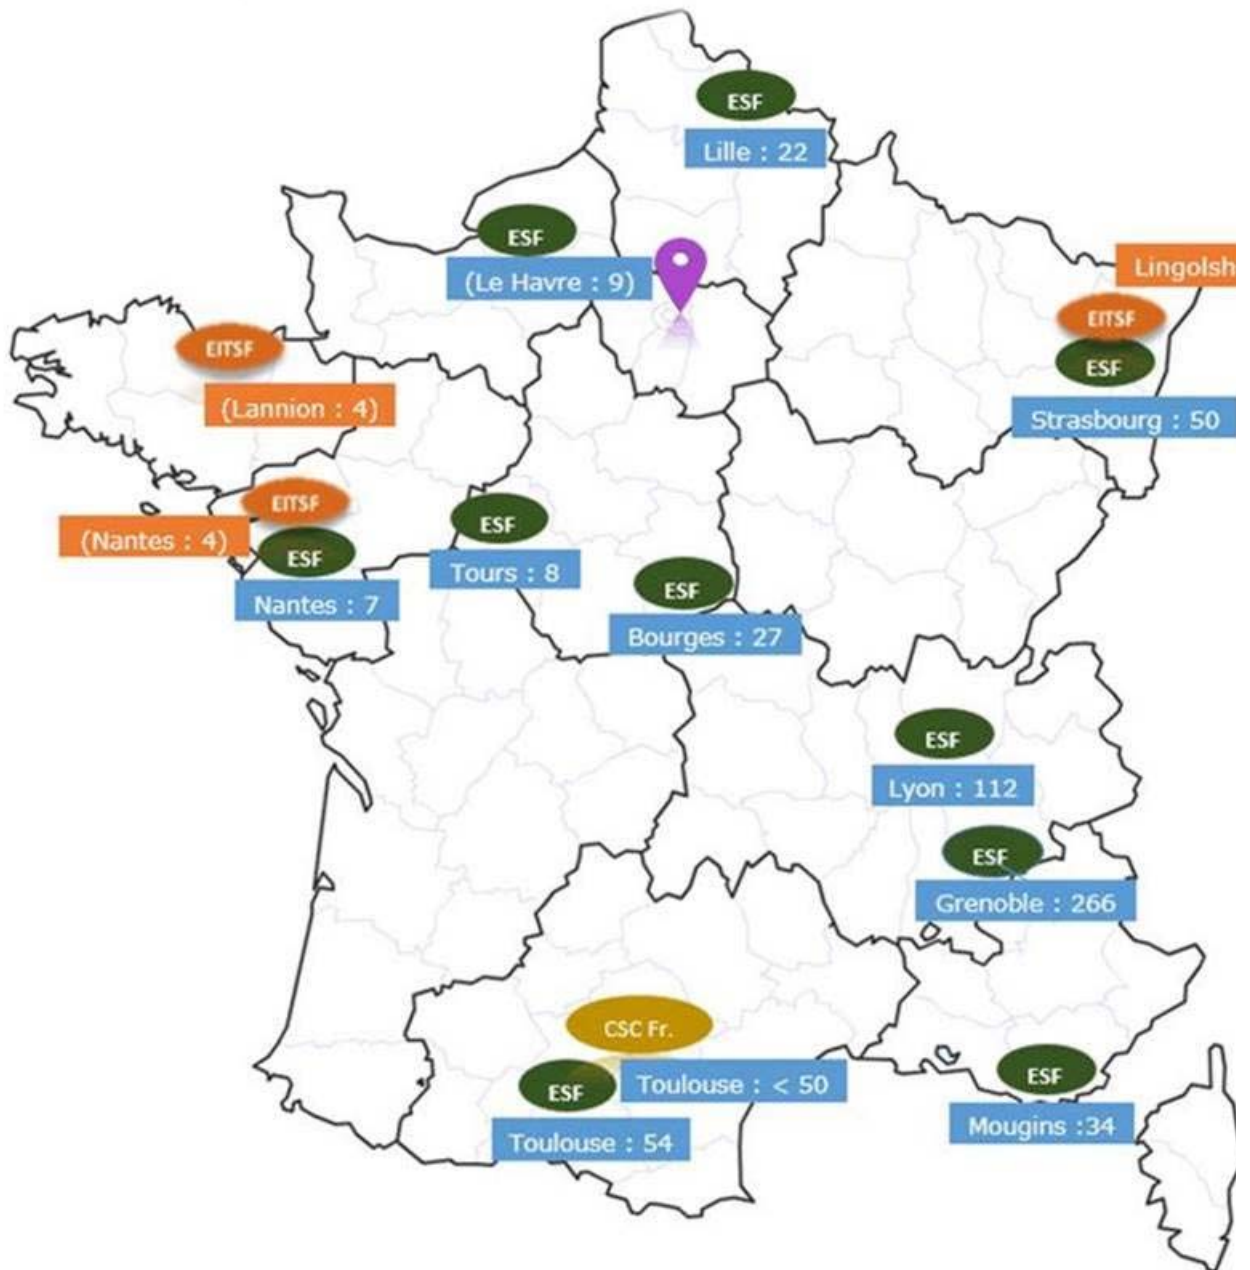 ESF
Lille : 22
ESF
(Le Havre : 9)
Lingolsh
EITSF
ESF
Strasbourg : 50
EITSF
(Lannion : 4)
EITSF
(Nantes : 4)
ESF
Nantes : 7
ESF
Tours : 8
ESF
Bourges : 27
ESF
Lyon : 112
ESF
Grenoble : 266
CSC Fr.
Toulouse : < 50
ESF
Toulouse : 54
ESF
Mougins :34